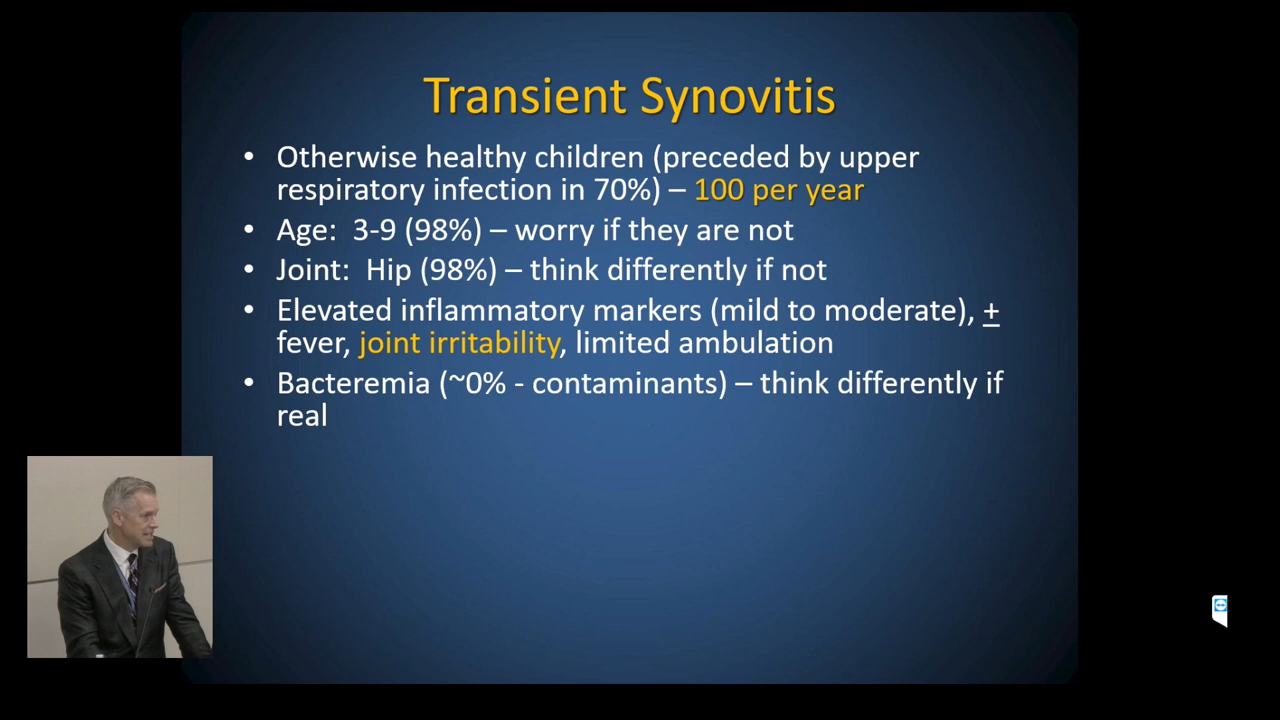 Transient Synovitis
• Otherwise healthy children (preceded by upper
respiratory infection in 70%) – 100 per year
• Age: 3-9 (98%) – worry if they are not
• Joint: Hip (98%) – think differently if not
• Elevated inflammatory markers (mild to moderate), ±
fever, joint irritability, limited ambulation
• Bacteremia (~0% - contaminants) – think differently if
real